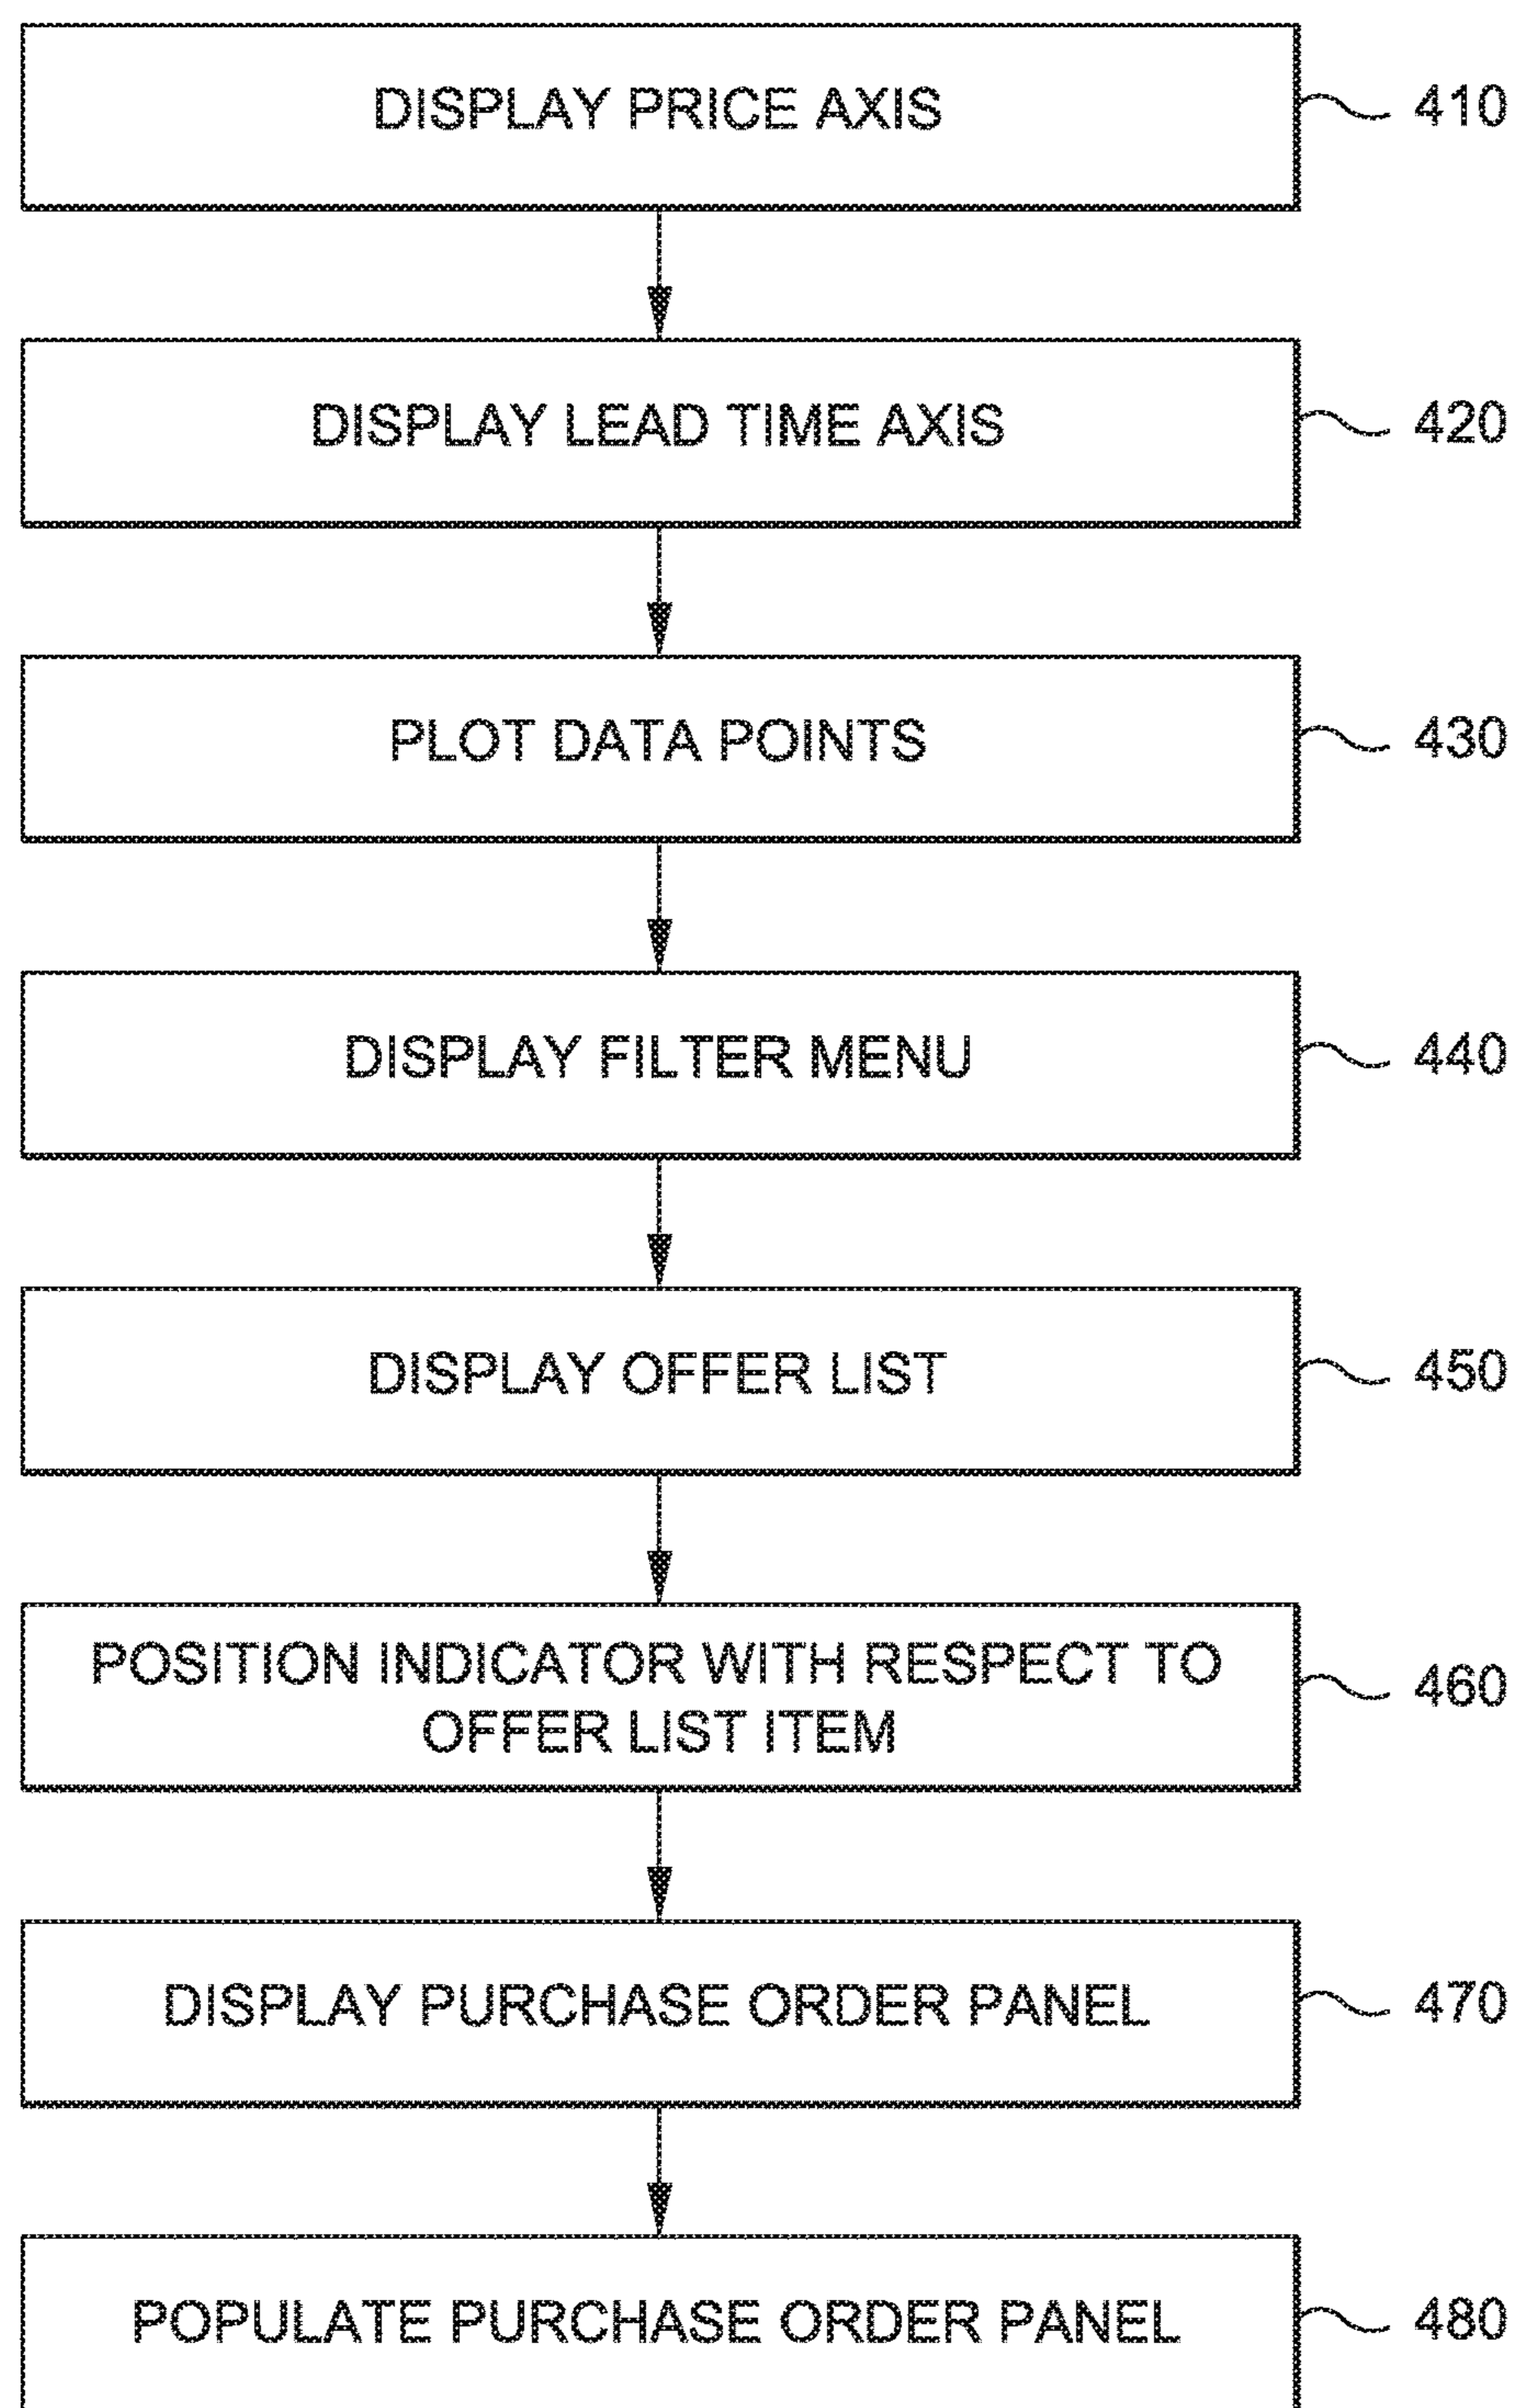 DISPLAY PRICE AXIS
410
DISPLAY LEAD TIME AXIS
420
PLOT DATA POINTS
430
DISPLAY FILTER MENU
440
DISPLAY OFFER LIST
450
POSITION INDICATOR WITH RESPECT TO
OFFER LIST ITEM
460
DISPLAY PURCHASE ORDER PANEL
470
POPULATE PURCHASE ORDER PANEL
480